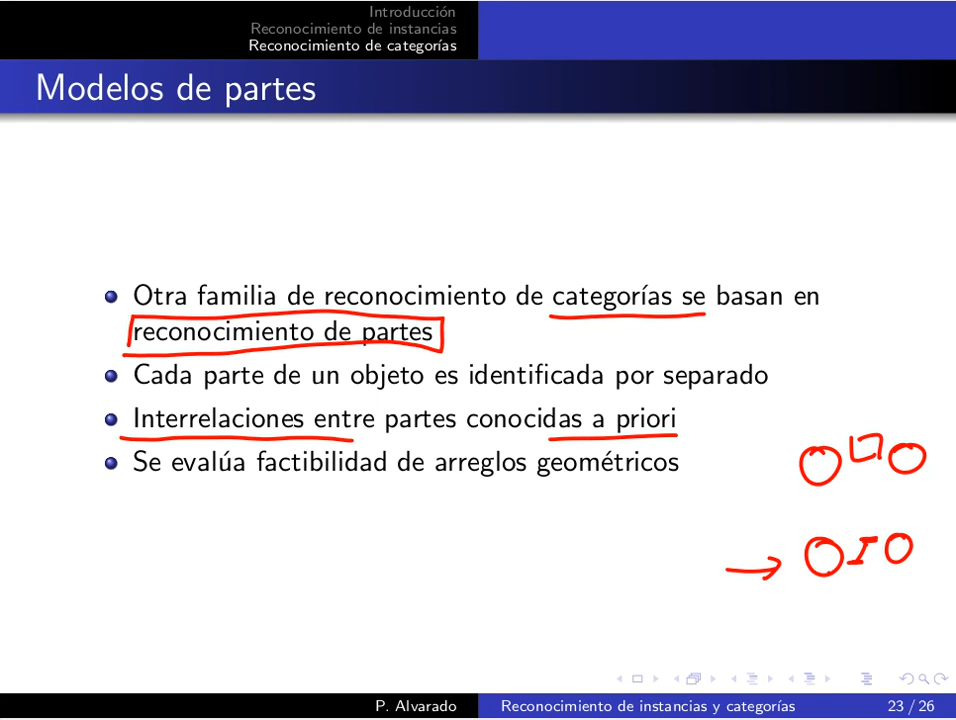 Introducción
Reconocimiento de instancias
Reconocimiento de categorías
Modelos de partes
Otra familia de reconocimiento de categorías se basan en
reconocimiento de partes
Cada parte de un objeto es identificada por separado
Interrelaciones entre partes conocidas a priori
Se evalúa factibilidad de arreglos geométricos
P. Alvarado Reconocimiento de instancias y categorías 23 / 26